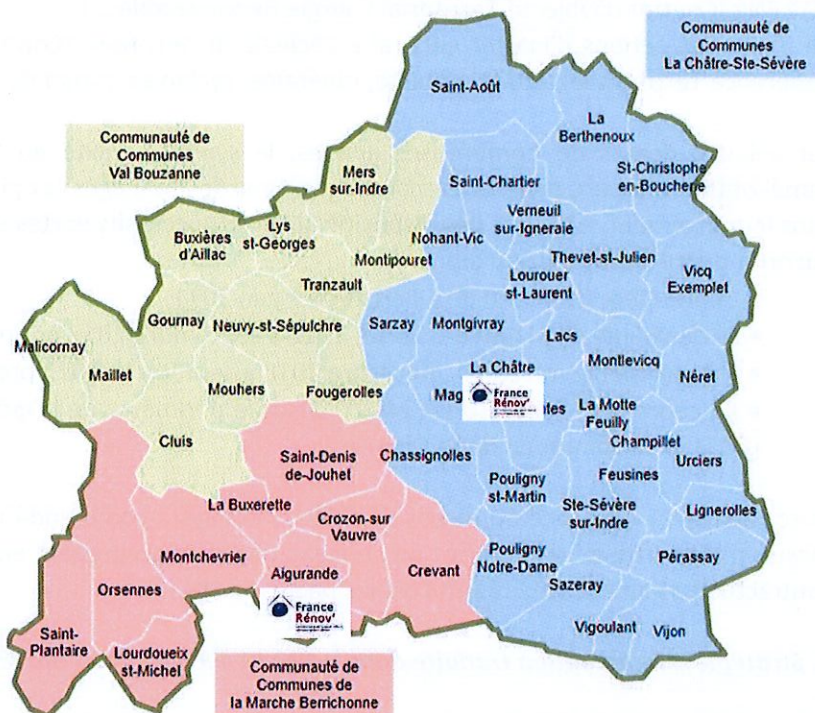 Communauté de
Communes
La Châtre-Ste-Sévère
Saint-Août
La
Berthenoux
Communauté de
Communes
Val Bouzanne
Mers
sur-Indre
Saint-Chartier
St-Christophe
en-Boucherie
Verneuil
sur-Igneraie
Lys
st-Georges
Buxières
d'Aillac
Nohant-Vic
Montipouret
Thevet-st-Julien
Tranzault
Lourouer
st-Laurent
Vicq
Exemplet
Gournay
Neuvy-st-Sépulchre
Sarzay
Montgivray
Lacs
Malicornay
Maillet
La Châtre
Montlevicq
Néret
Mouhers
Fougerolles
Mag
France
Rénov'
tes
La Motte
Feuilly
Champillet
Cluis
Saint-Denis
de-Jouhet
Chassignolles
Urciers
Pouligny
st-Martin
Feusines
La Buxerette
Ste-Sévère
sur-Indre
Lignerolles
Crozon-sur
Vauvre
Montchevrier
Pouligny
Notre-Dame
Pérassay
Orsennes
Aigurande
Crevant
Sazeray
France
Rénov'
Saint-
Plantaire
Vigoulant
Vijon
Lourdoueix
st-Michel
Communauté de
Communes de
la Marche Berrichonne